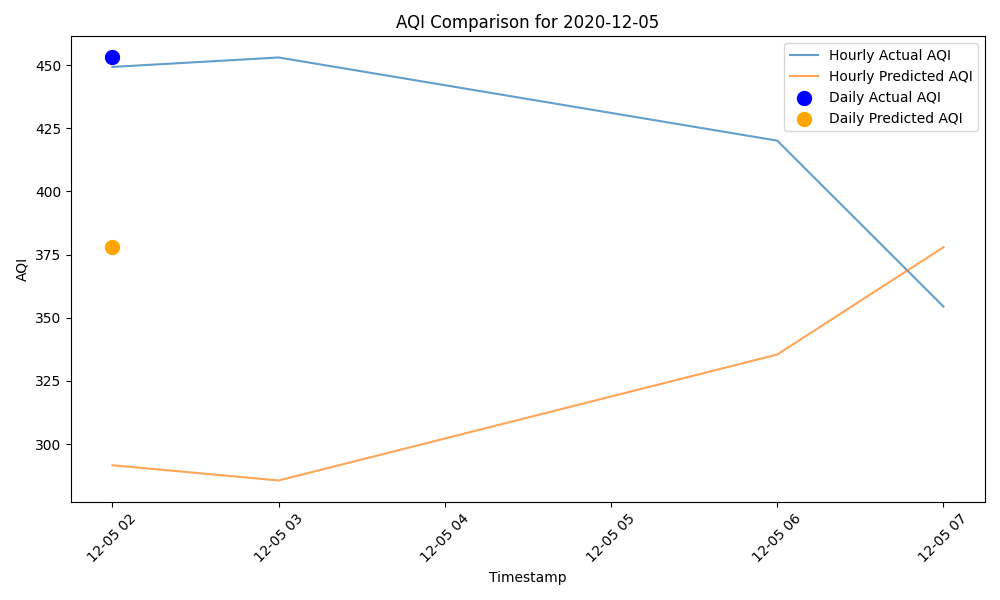 AQI Comparison for 2020-12-05
Hourly Actual AQI
Hourly Predicted AQI
Daily Actual AQI
Daily Predicted AQI
AQI
450
425
400
375
350
325
300
12-05 02
12-05 03
12-05 04
12-05 05
12-05 06
12-05 07
Timestamp